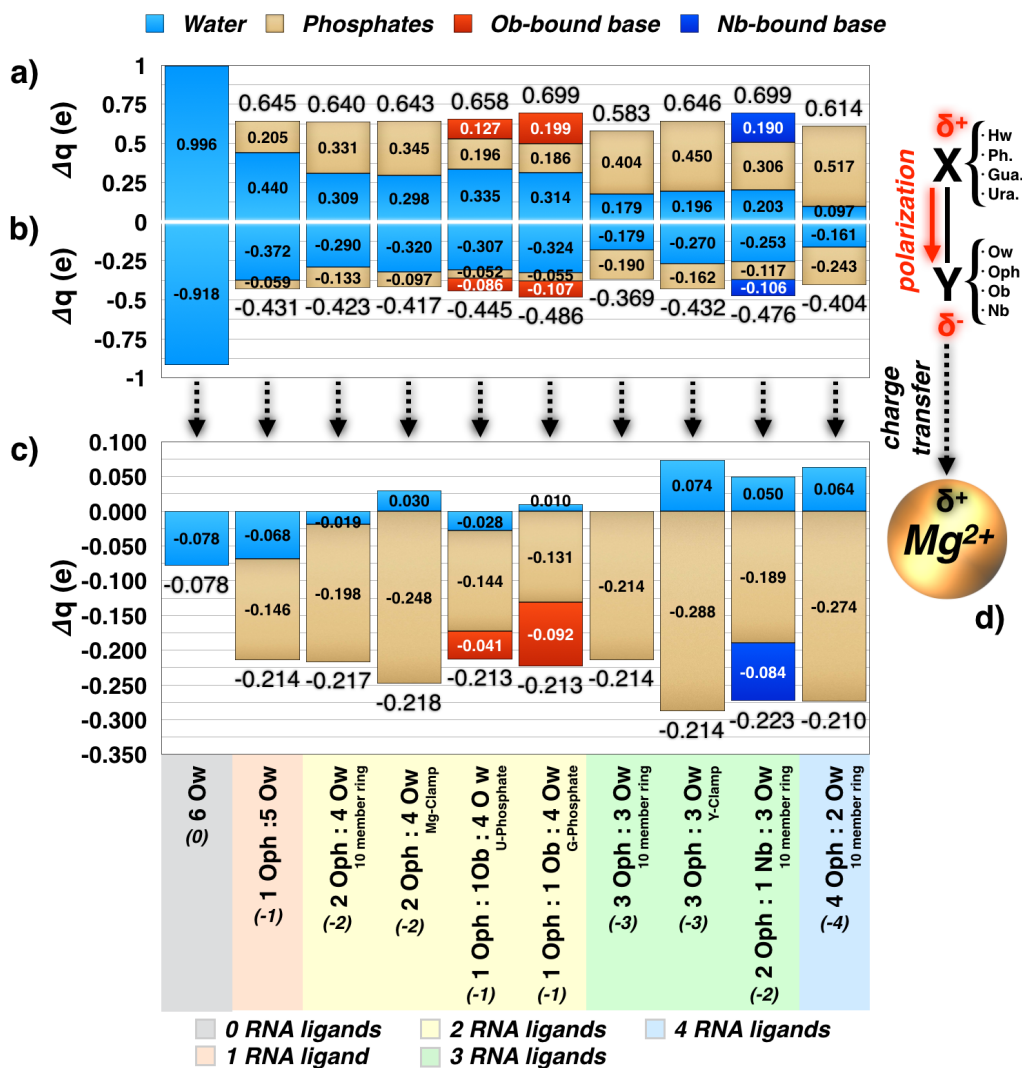 Water Phosphates Ob-bound base Nb-bound base
a)
Δq (e)
1
0.75
0.5
0.25
0
0.645 0.640 0.643 0.658 0.699 0.583 0.646 0.699 0.614
0.996
0.205 0.440
0.331 0.309
0.345 0.298
0.127 0.196 0.335
0.199 0.186 0.314
0.404 0.179
0.450 0.196
0.190 0.306 0.203
0.517 0.097
b)
Δq (e)
-0.25
-0.5
-0.75
-1
-0.918
-0.372 -0.059
-0.290 -0.133
-0.320 -0.097
-0.307 -0.052 -0.086
-0.324 -0.055 -0.107
-0.179 -0.190
-0.270 -0.162
-0.253 -0.117 -0.106
-0.161 -0.243
-0.431 -0.423 -0.417 -0.445 -0.486 -0.369 -0.432 -0.476 -0.404
δ+
X
· Hw
· Ph.
· Gua.
· Ura.
polarization
Y
· Ow
· Oph
· Ob
· Nb
δ-
charge
transfer
δ+
Mg2+
d)
c)
Δq (e)
0.100
0.050
0.000
-0.050
-0.100
-0.150
-0.200
-0.250
-0.300
-0.350
-0.078
-0.068 -0.146
-0.019 -0.198
0.030 -0.248
-0.028 -0.144 -0.041
0.010 -0.131 -0.092
-0.214
0.074 -0.288
0.050 -0.189 -0.084
0.064 -0.274
-0.078 -0.214 -0.217 -0.218 -0.213 -0.213 -0.214 -0.214 -0.223 -0.210
6 Ow
(0)
1 Oph :5 Ow
(-1)
2 Oph : 4 Ow
10 member ring
(-2)
2 Oph : 4 Ow
Mg-Clamp
(-2)
1 Oph : 1Ob : 4 O w
U-Phosphate
(-1)
1 Oph : 1 Ob : 4 Ow
G-Phosphate
(-1)
3 Oph : 3 Ow
10 member ring
(-3)
3 Oph : 3 Ow
Y-Clamp
(-3)
2 Oph : 1 Nb : 3 Ow
10 member ring
(-2)
4 Oph : 2 Ow
10 member ring
(-4)
0 RNA ligands 2 RNA ligands 4 RNA ligands
1 RNA ligand 3 RNA ligands